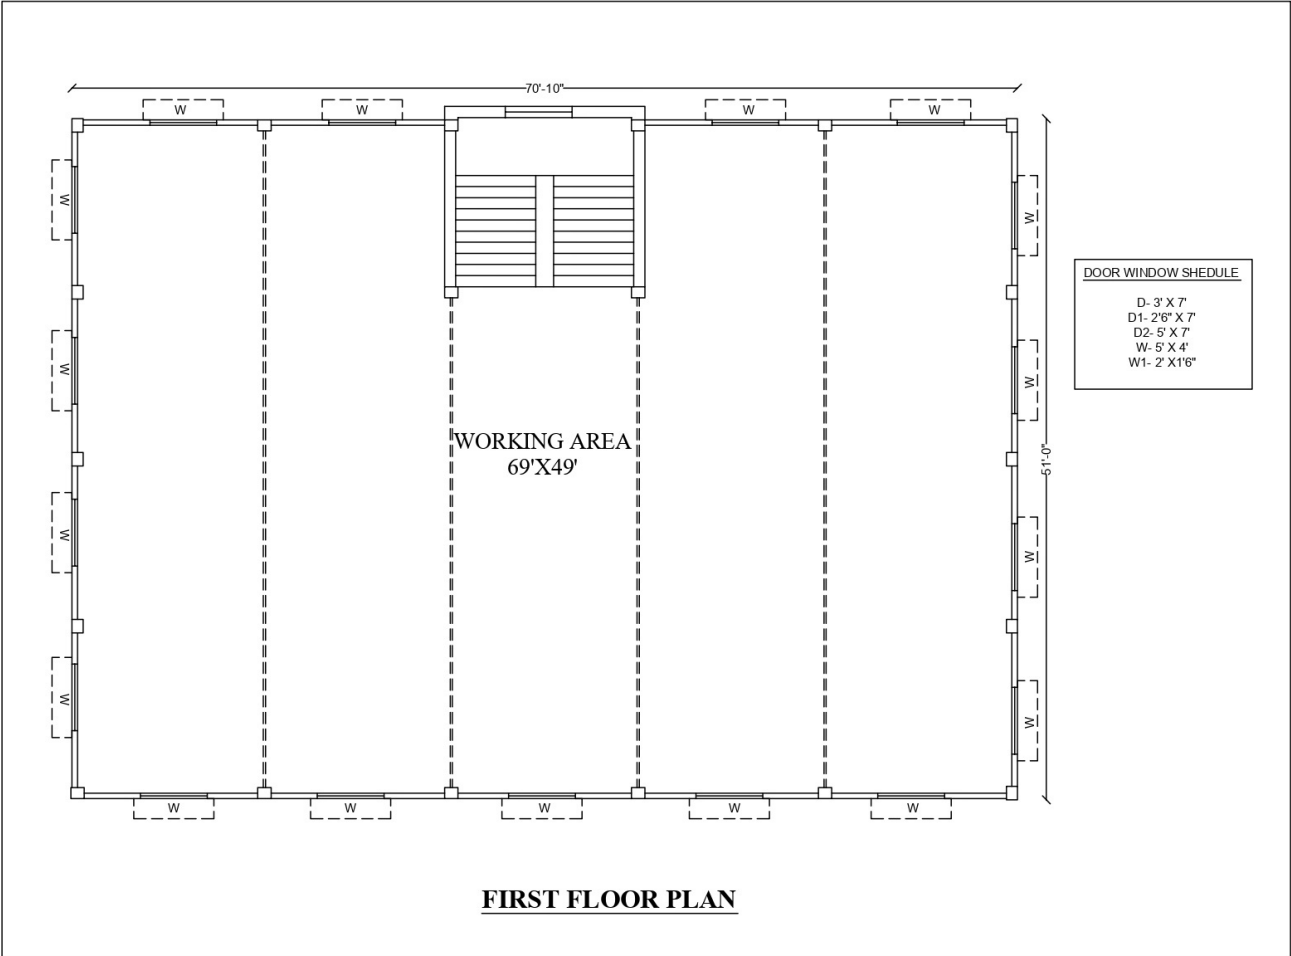 70'-10"
W
W
W
W
W
W
W
W
W
W
W
W
DOOR WINDOW SHEDULE
D- 3' X 7'
D1- 2'6" X 7'
D2- 5' X 7'
W- 5' X 4'
W1- 2' X1'6"
WORKING AREA
69'X49'
51'-0"
W
W
W
W
W
FIRST FLOOR PLAN